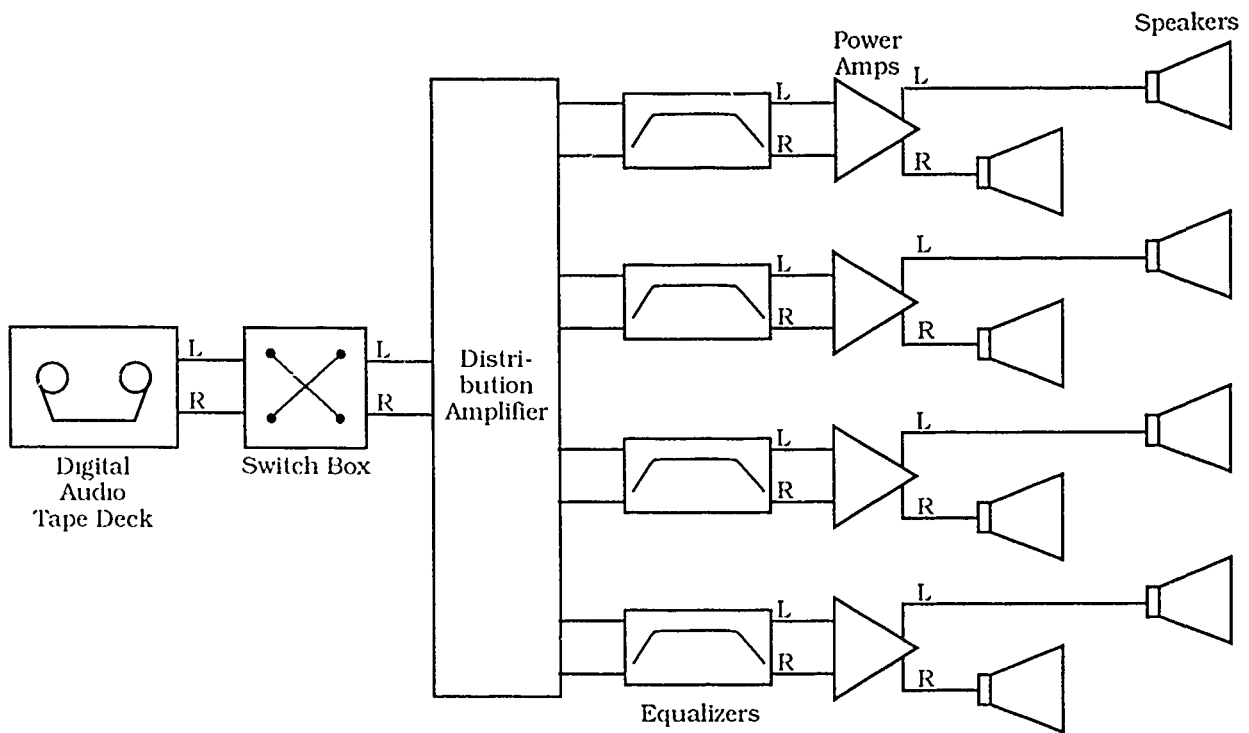 Speakers
Power
Amps
L
R
L
R
L
R
L
R
L
R
L
R
L
R
L
R
Distri-
bution
Amplifier
Digital
Audio
Tape Deck
Switch Box
L
R
L
R
L
R
L
R
Equalizers